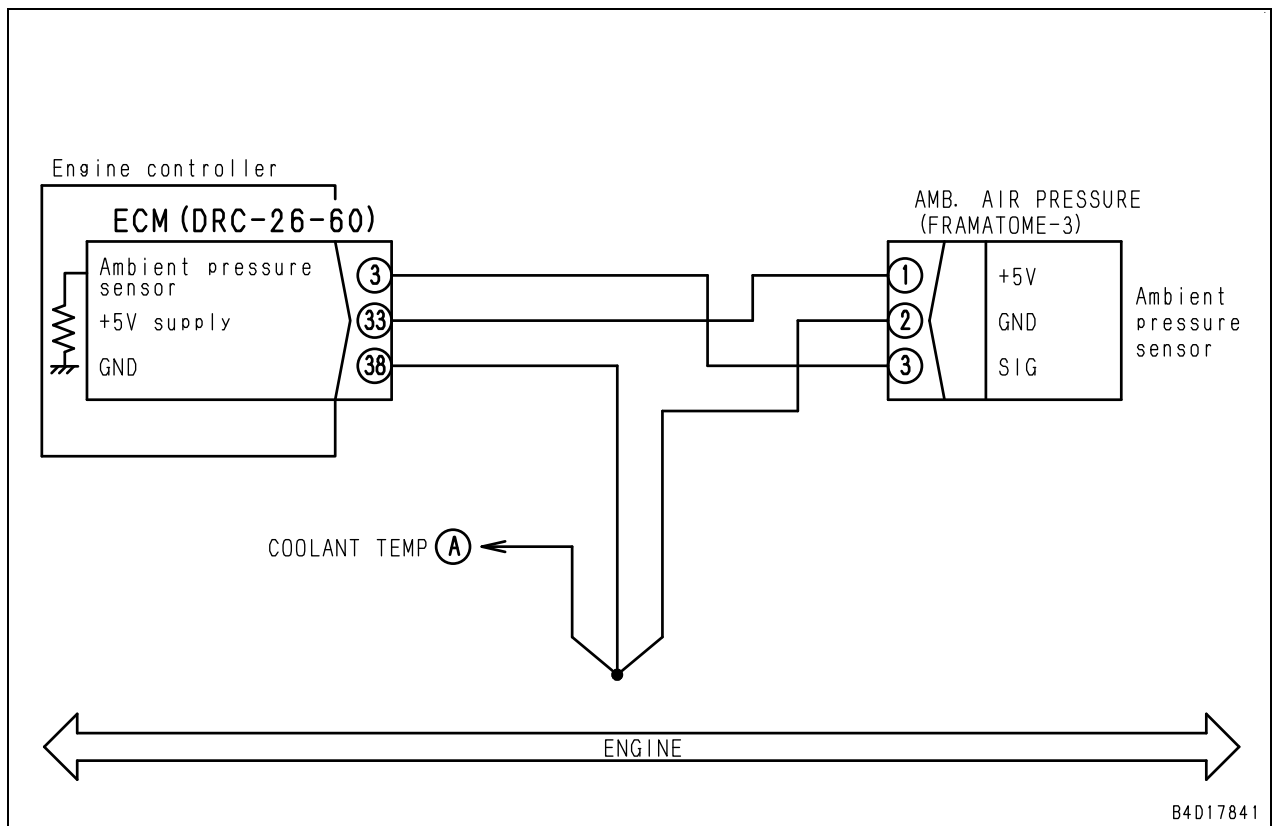 Engine controller
ECM (DRC-26-60)
Ambient pressure
sensor
+5V supply
GND
3
33
38
AMB. AIR PRESSURE
(FRAMATOME-3)
1
2
3
+5V
GND
SIG
Ambient
pressure
sensor
COOLANT TEMP A
ENGINE
B4D17841